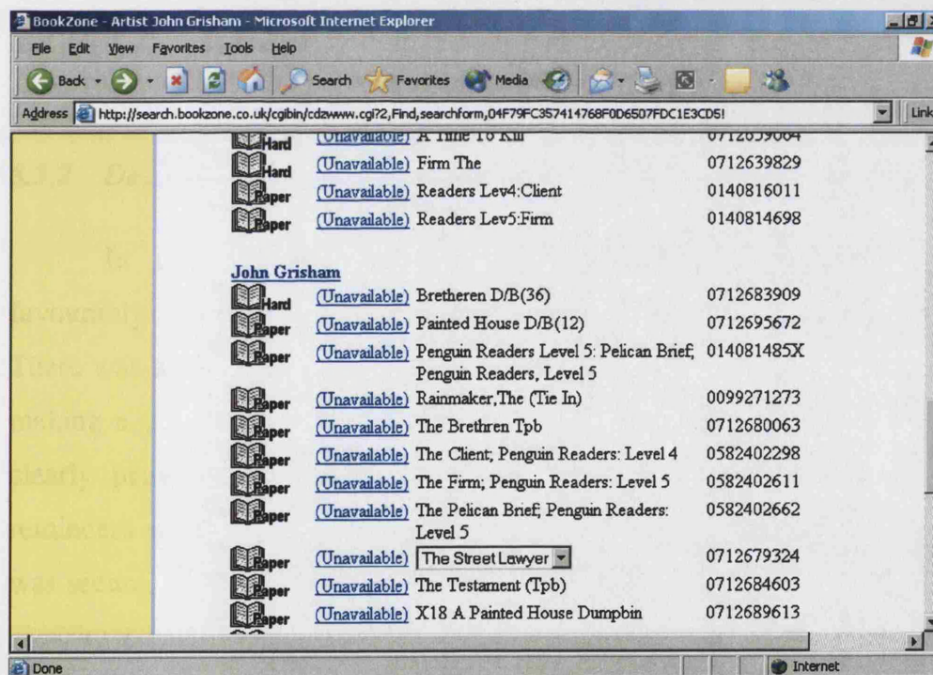 BookZone - Artist John Grisham - Microsoft Internet Explorer
File Edit View Favorites Tools Help
Back Search Favorites Media
Address http://search.bookzone.co.uk/cgibin/cdzwww.cgi?2,Find,searchform,04F79FC357414768F0D6507FDC1E3CD5! Link
Hard (Unavailable) A Time To Kill 0712659064
Hard (Unavailable) Firm The 0712639829
Paper (Unavailable) Readers Lev4:Client 0140816011
Paper (Unavailable) Readers Lev5:Firm 0140814698
John Grisham
Hard (Unavailable) Bretheren D/B(36) 0712683909
Paper (Unavailable) Painted House D/B(12) 0712695672
Paper (Unavailable) Penguin Readers Level 5: Pelican Brief; 014081485X
Penguin Readers, Level 5
Paper (Unavailable) Rainmaker,The (Tie In) 0099271273
Paper (Unavailable) The Brethren Tpb 0712680063
Paper (Unavailable) The Client; Penguin Readers: Level 4 0582402298
Paper (Unavailable) The Firm; Penguin Readers: Level 5 0582402611
Paper (Unavailable) The Pelican Brief; Penguin Readers: 0582402662
Level 5
Paper (Unavailable) The Street Lawyer 0712679324
Paper (Unavailable) The Testament (Tpb) 0712684603
Paper (Unavailable) X18 A Painted House Dumpbin 0712689613
Done Internet